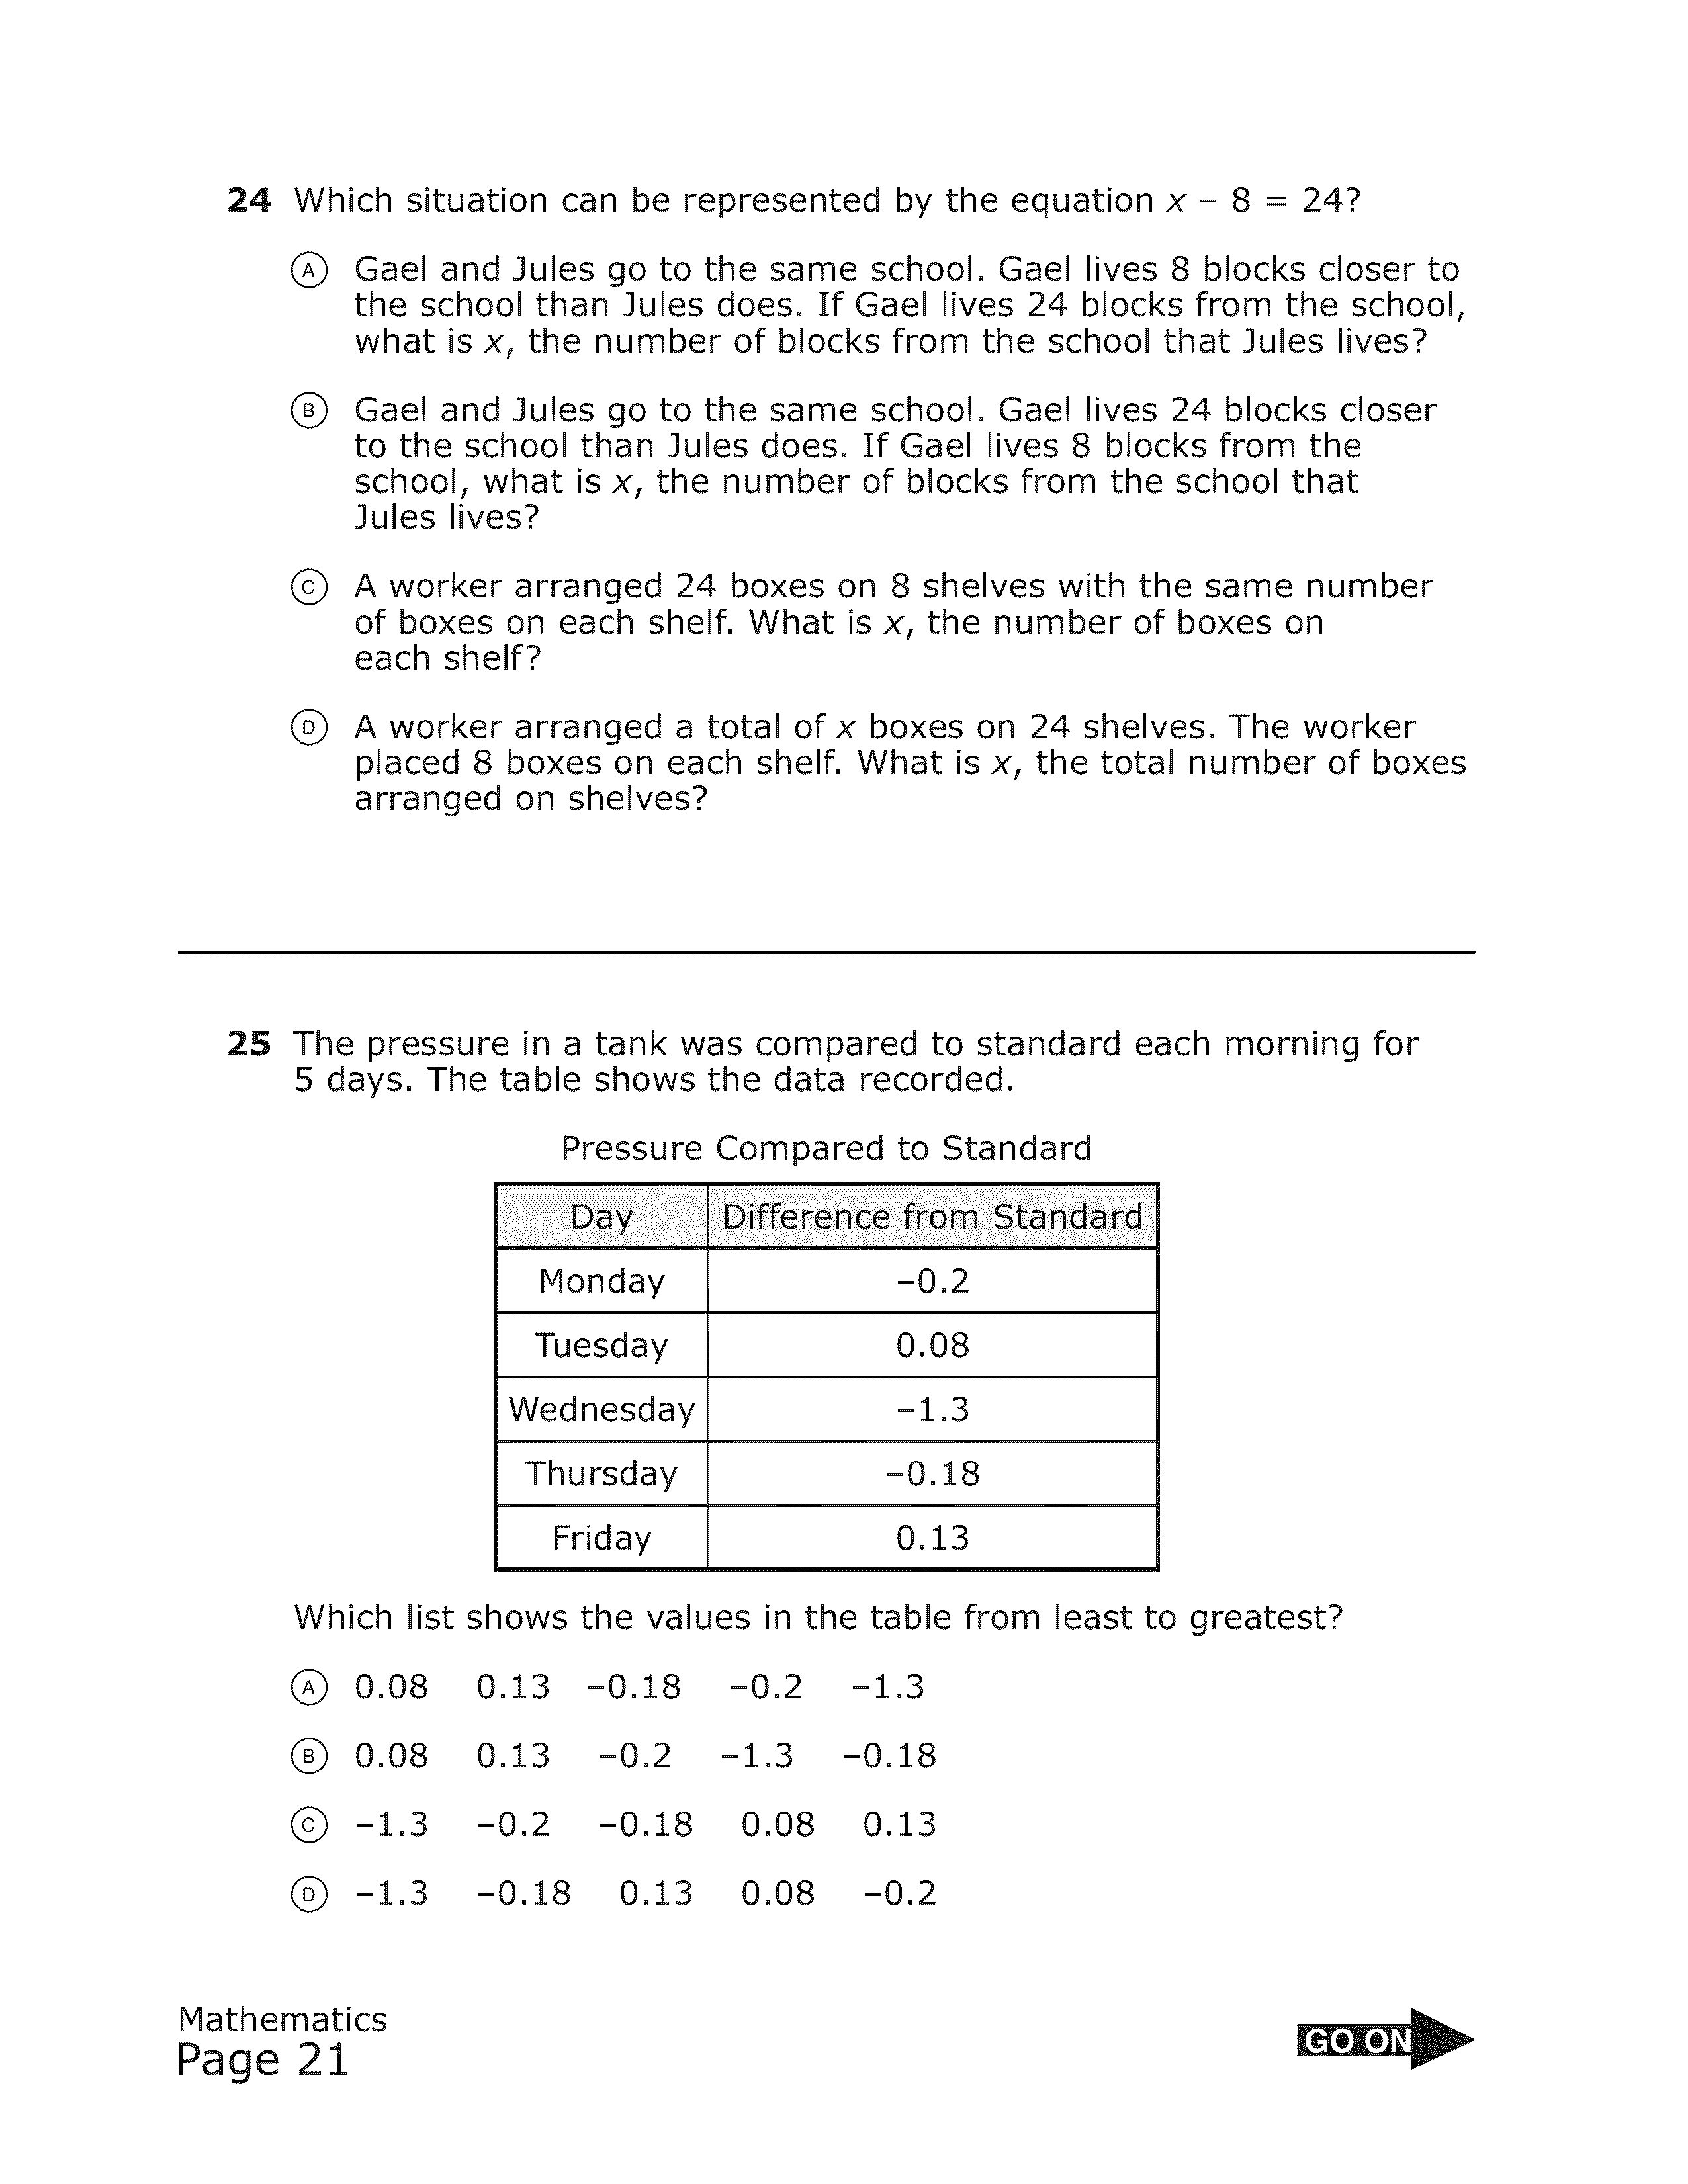 24 Which situation can be represented by the equation x – 8 = 24?
A Gael and Jules go to the same school. Gael lives 8 blocks closer to
the school than Jules does. If Gael lives 24 blocks from the school,
what is x, the number of blocks from the school that Jules lives?
B Gael and Jules go to the same school. Gael lives 24 blocks closer
to the school than Jules does. If Gael lives 8 blocks from the
school, what is x, the number of blocks from the school that
Jules lives?
C A worker arranged 24 boxes on 8 shelves with the same number
of boxes on each shelf. What is x, the number of boxes on
each shelf?
D A worker arranged a total of x boxes on 24 shelves. The worker
placed 8 boxes on each shelf. What is x, the total number of boxes
arranged on shelves?
25 The pressure in a tank was compared to standard each morning for
5 days. The table shows the data recorded.
Pressure Compared to Standard
Day Difference from Standard
Monday –0.2
Tuesday 0.08
Wednesday –1.3
Thursday –0.18
Friday 0.13
Which list shows the values in the table from least to greatest?
A 0.08 0.13 –0.18 –0.2 –1.3
B 0.08 0.13 –0.2 –1.3 –0.18
C –1.3 –0.2 –0.18 0.08 0.13
D –1.3 –0.18 0.13 0.08 –0.2
Mathematics
Page 21
GO ON